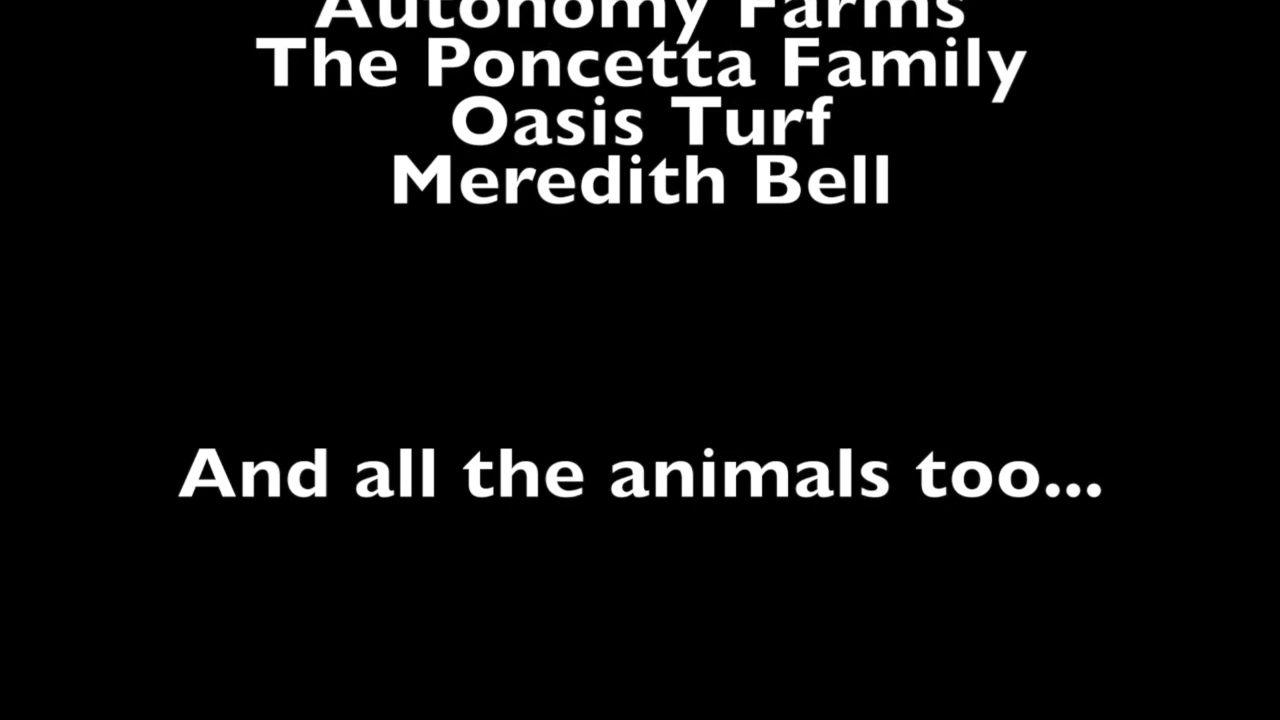 Autonomy Farms
The Poncetta Family
Oasis Turf
Meredith Bell
And all the animals too...